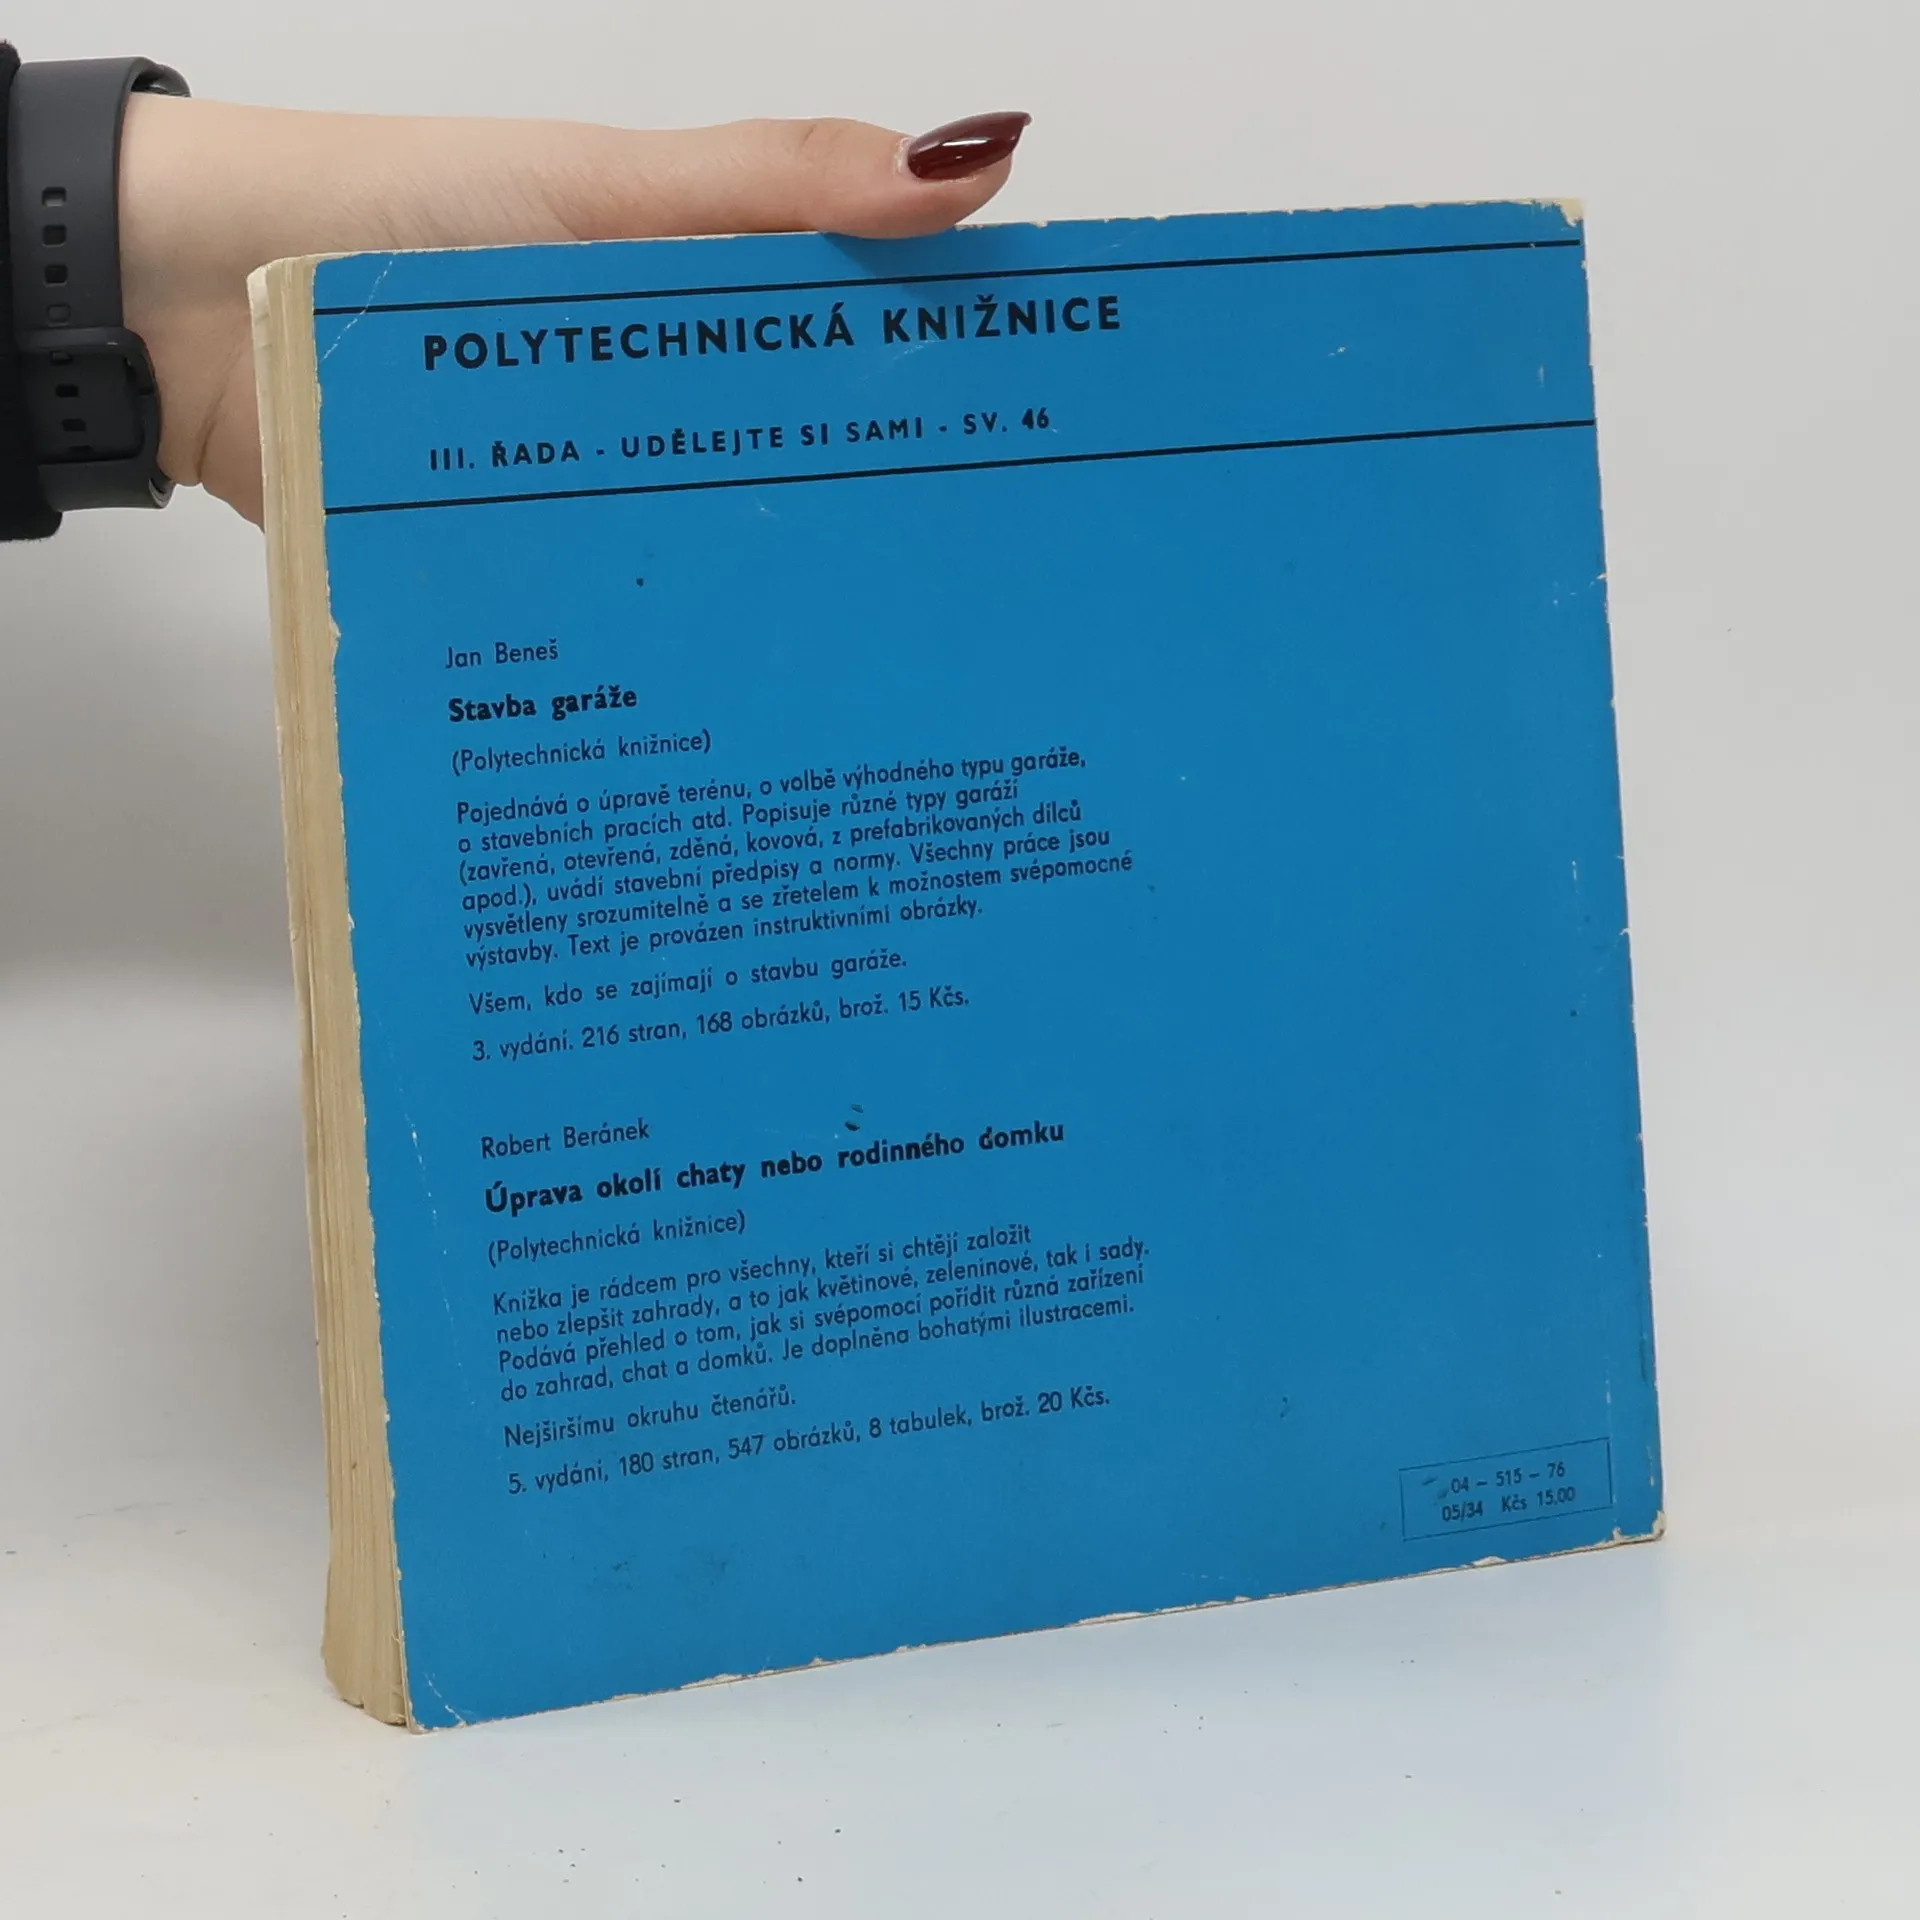 POLYTECHNICKÁ KNIŽNICE
III. ŘADA - UDĚLEJTE SI SAMI - SV. 46
Jan Beneš
Stavba garáže
(Polytechnická knižnice)
Pojednává o úpravě terénu, o volbě výhodného typu garáže,
o stavebních pracích atd. Popisuje různé typy garáží
(zavřená, otevřená, zděná, kovová, z prefabrikovaných dílců
apod.), uvádí stavební předpisy a normy. Všechny práce jsou
vysvětleny srozumitelně a se zřetelem k možnostem svépomocné
výstavby. Text je provázen instruktivními obrázky.
Všem, kdo se zajímají o stavbu garáže.
3. vydání. 216 stran, 168 obrázků, brož. 15 Kčs.
Robert Beránek
Úprava okolí chaty nebo rodinného domku
(Polytechnická knižnice)
Knížka je rádcem pro všechny, kteří si chtějí založit
nebo zlepšit zahrady, a to jak květinové, zeleninové, tak i sady.
Podává přehled o tom, jak si svépomocí pořídit různá zařízení
do zahrad, chat a domků. Je doplněna bohatými ilustracemi.
Nejširšímu okruhu čtenářů.
5. vydání, 180 stran, 547 obrázků, 8 tabulek, brož. 20 Kčs.
04 - 515 - 76
05/34 Kčs 15,00